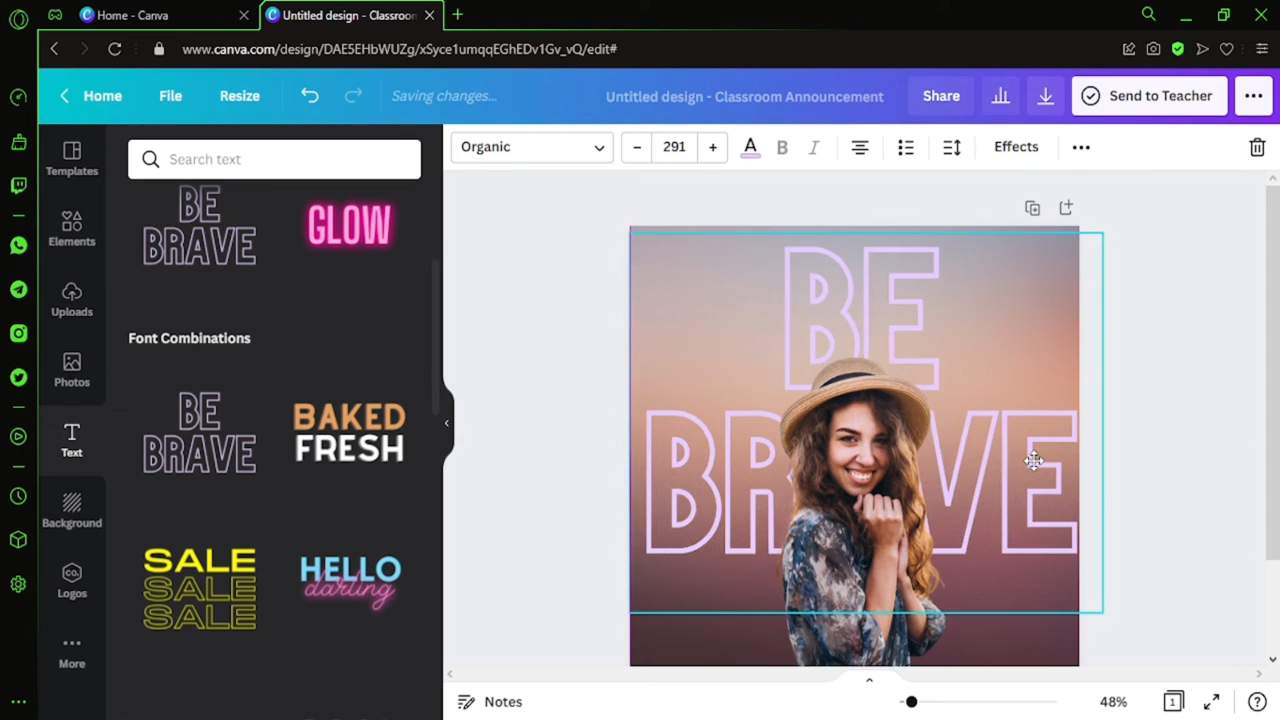 Home - Canva
Untitled design - Classroom
www.canva.com/design/DAE5EHbWUZg/xSyce1umqqEGhEDv1Gv_vQ/edit#
Home
File
Resize
Saving changes...
Untitled design - Classroom Announcement
Share
Send to Teacher
Templates
Elements
Uploads
Photos
Text
Background
CO.
Logos
More
Search text
BE
BRAVE
GLOW
Font Combinations
BE
BRAVE
BAKED
FRESH
SALE
SALE
SALE
HELLO
darling
Organic
291
A
B
I
Effects
BE
BRAVE
Notes
48%
1